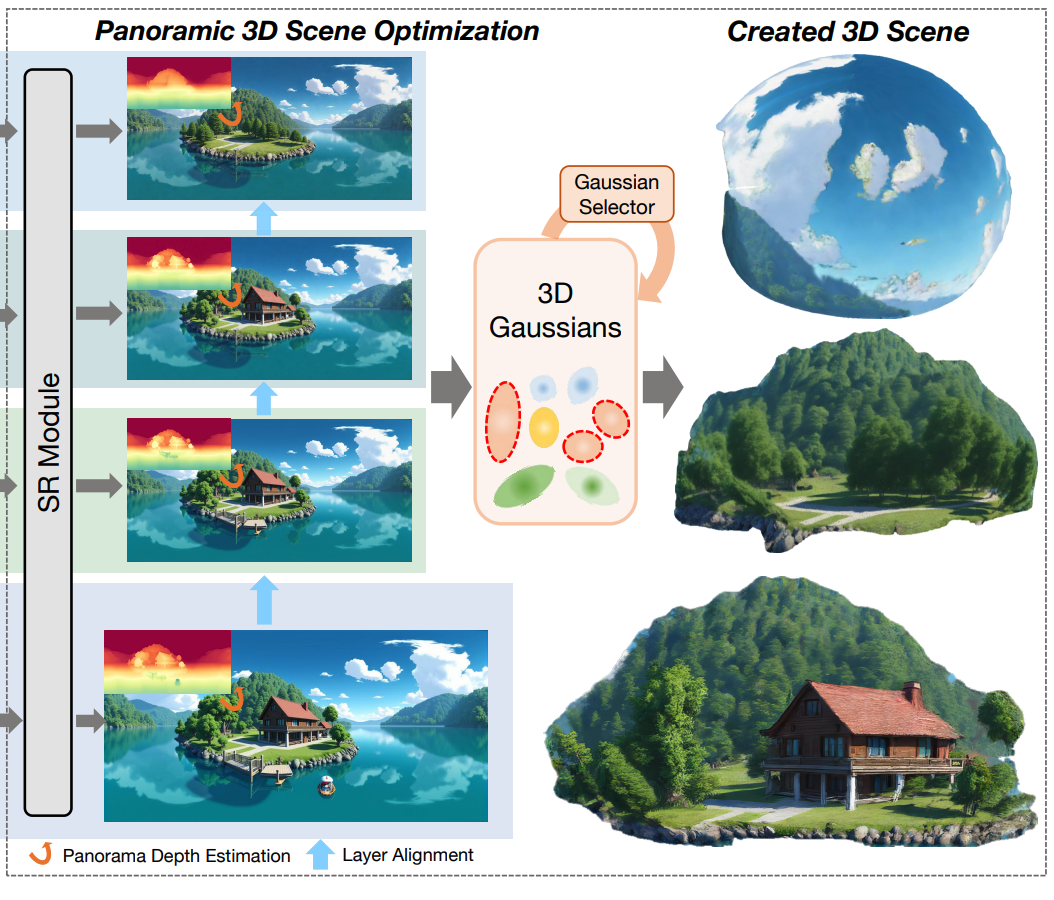 Panoramic 3D Scene Optimization
Created 3D Scene
SR Module
Gaussian
Selector
3D
Gaussians
Panorama Depth Estimation
Layer Alignment